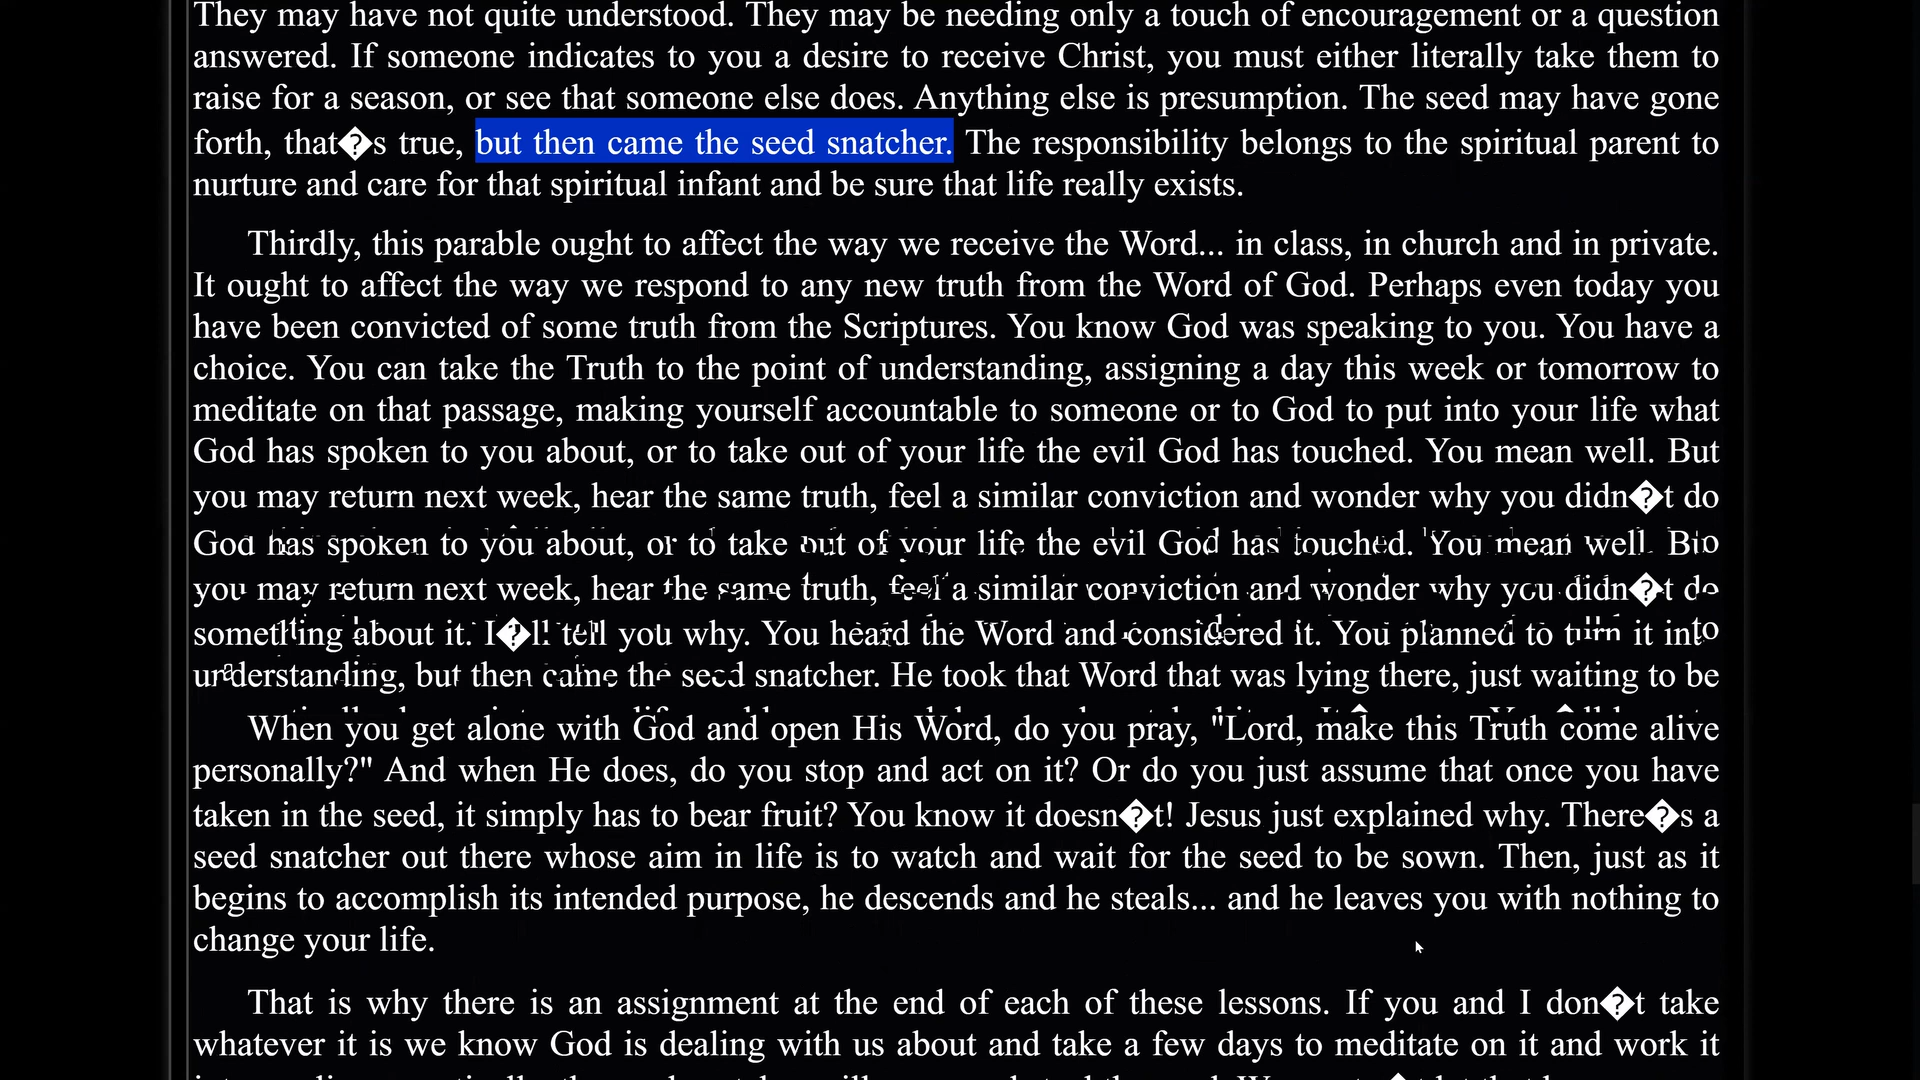 They may have not quite understood. They may be needing only a touch of encouragement or a question
answered. If someone indicates to you a desire to receive Christ, you must either literally take them to
raise for a season, or see that someone else does. Anything else is presumption. The seed may have gone
forth, that�s true, but then came the seed snatcher. The responsibility belongs to the spiritual parent to
nurture and care for that spiritual infant and be sure that life really exists.
Thirdly, this parable ought to affect the way we receive the Word... in class, in church and in private.
It ought to affect the way we respond to any new truth from the Word of God. Perhaps even today you
have been convicted of some truth from the Scriptures. You know God was speaking to you. You have a
choice. You can take the Truth to the point of understanding, assigning a day this week or tomorrow to
meditate on that passage, making yourself accountable to someone or to God to put into your life what
God has spoken to you about, or to take out of your life the evil God has touched. You mean well. But
you may return next week, hear the same truth, feel a similar conviction and wonder why you didn�t do
God has spoken to you about, or to take out of your life the evil God has touched. You mean well.
you may return next week, hear the same truth, feel a similar conviction and wonder why you didn�t do
something about it. I�ll tell you why. You heard the Word and considered it. You planned to turn it into
understanding, but then came the seed snatcher. He took that Word that was lying there, just waiting to be
When you get alone with God and open His Word, do you pray, "Lord, make this Truth come alive
personally?" And when He does, do you stop and act on it? Or do you just assume that once you have
taken in the seed, it simply has to bear fruit? You know it doesn�t! Jesus just explained why. There�s a
seed snatcher out there whose aim in life is to watch and wait for the seed to be sown. Then, just as it
begins to accomplish its intended purpose, he descends and he steals... and he leaves you with nothing to
change your life.
That is why there is an assignment at the end of each of these lessons. If you and I don�t take
whatever it is we know God is dealing with us about and take a few days to meditate on it and work it